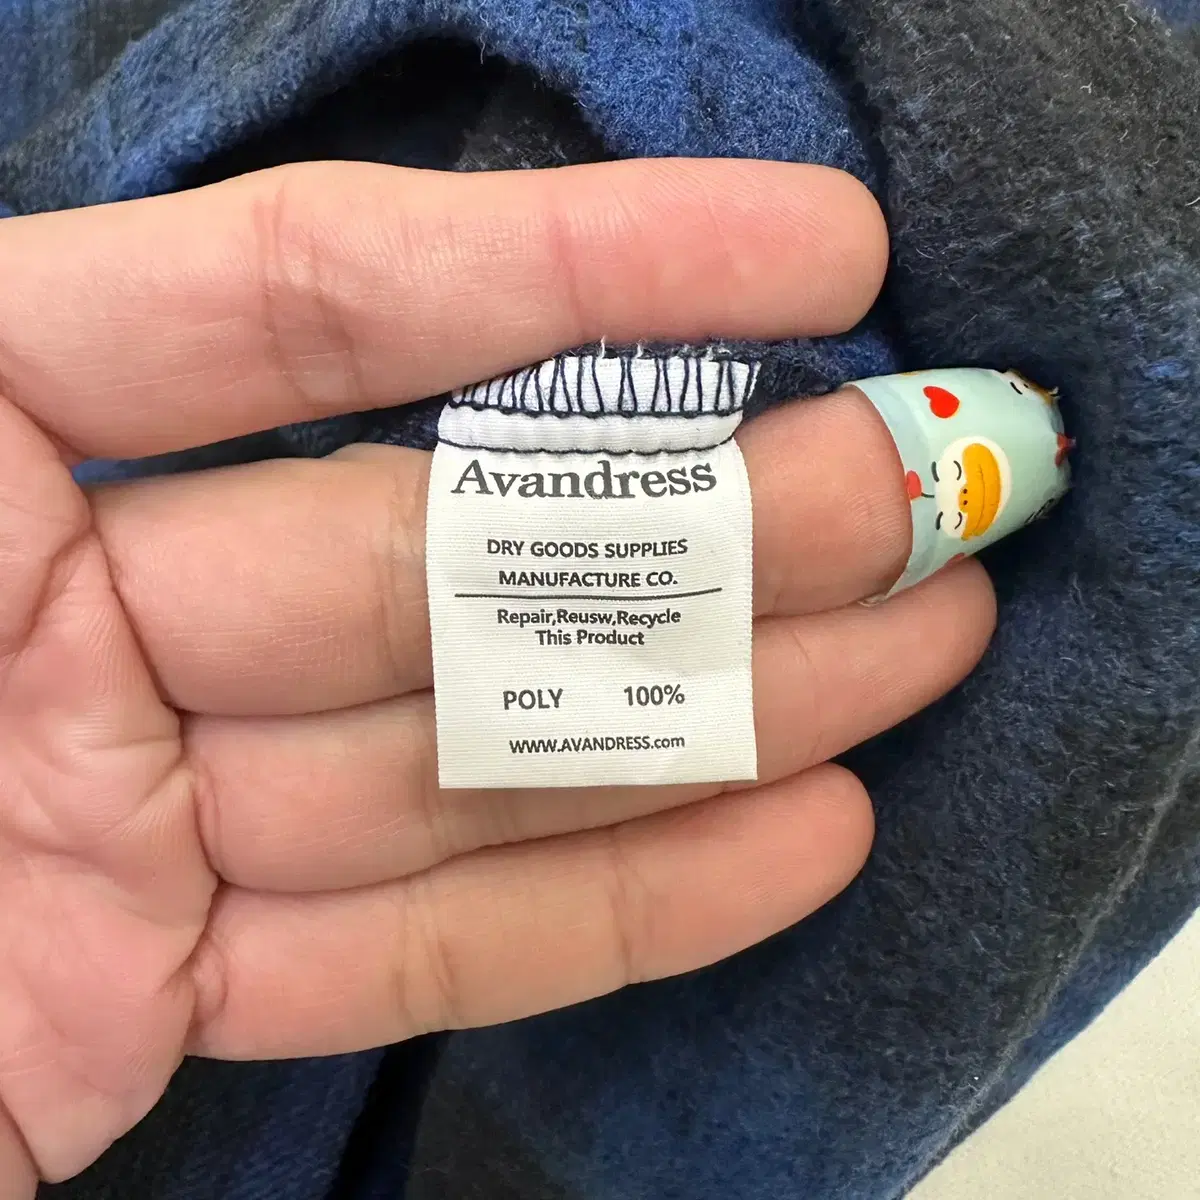 Avandress
DRY GOODS SUPPLIES
MANUFACTURE CO.
Repair,Reusw,Recycle
This Product
POLY 100%
WWW.AVANDRESS.com